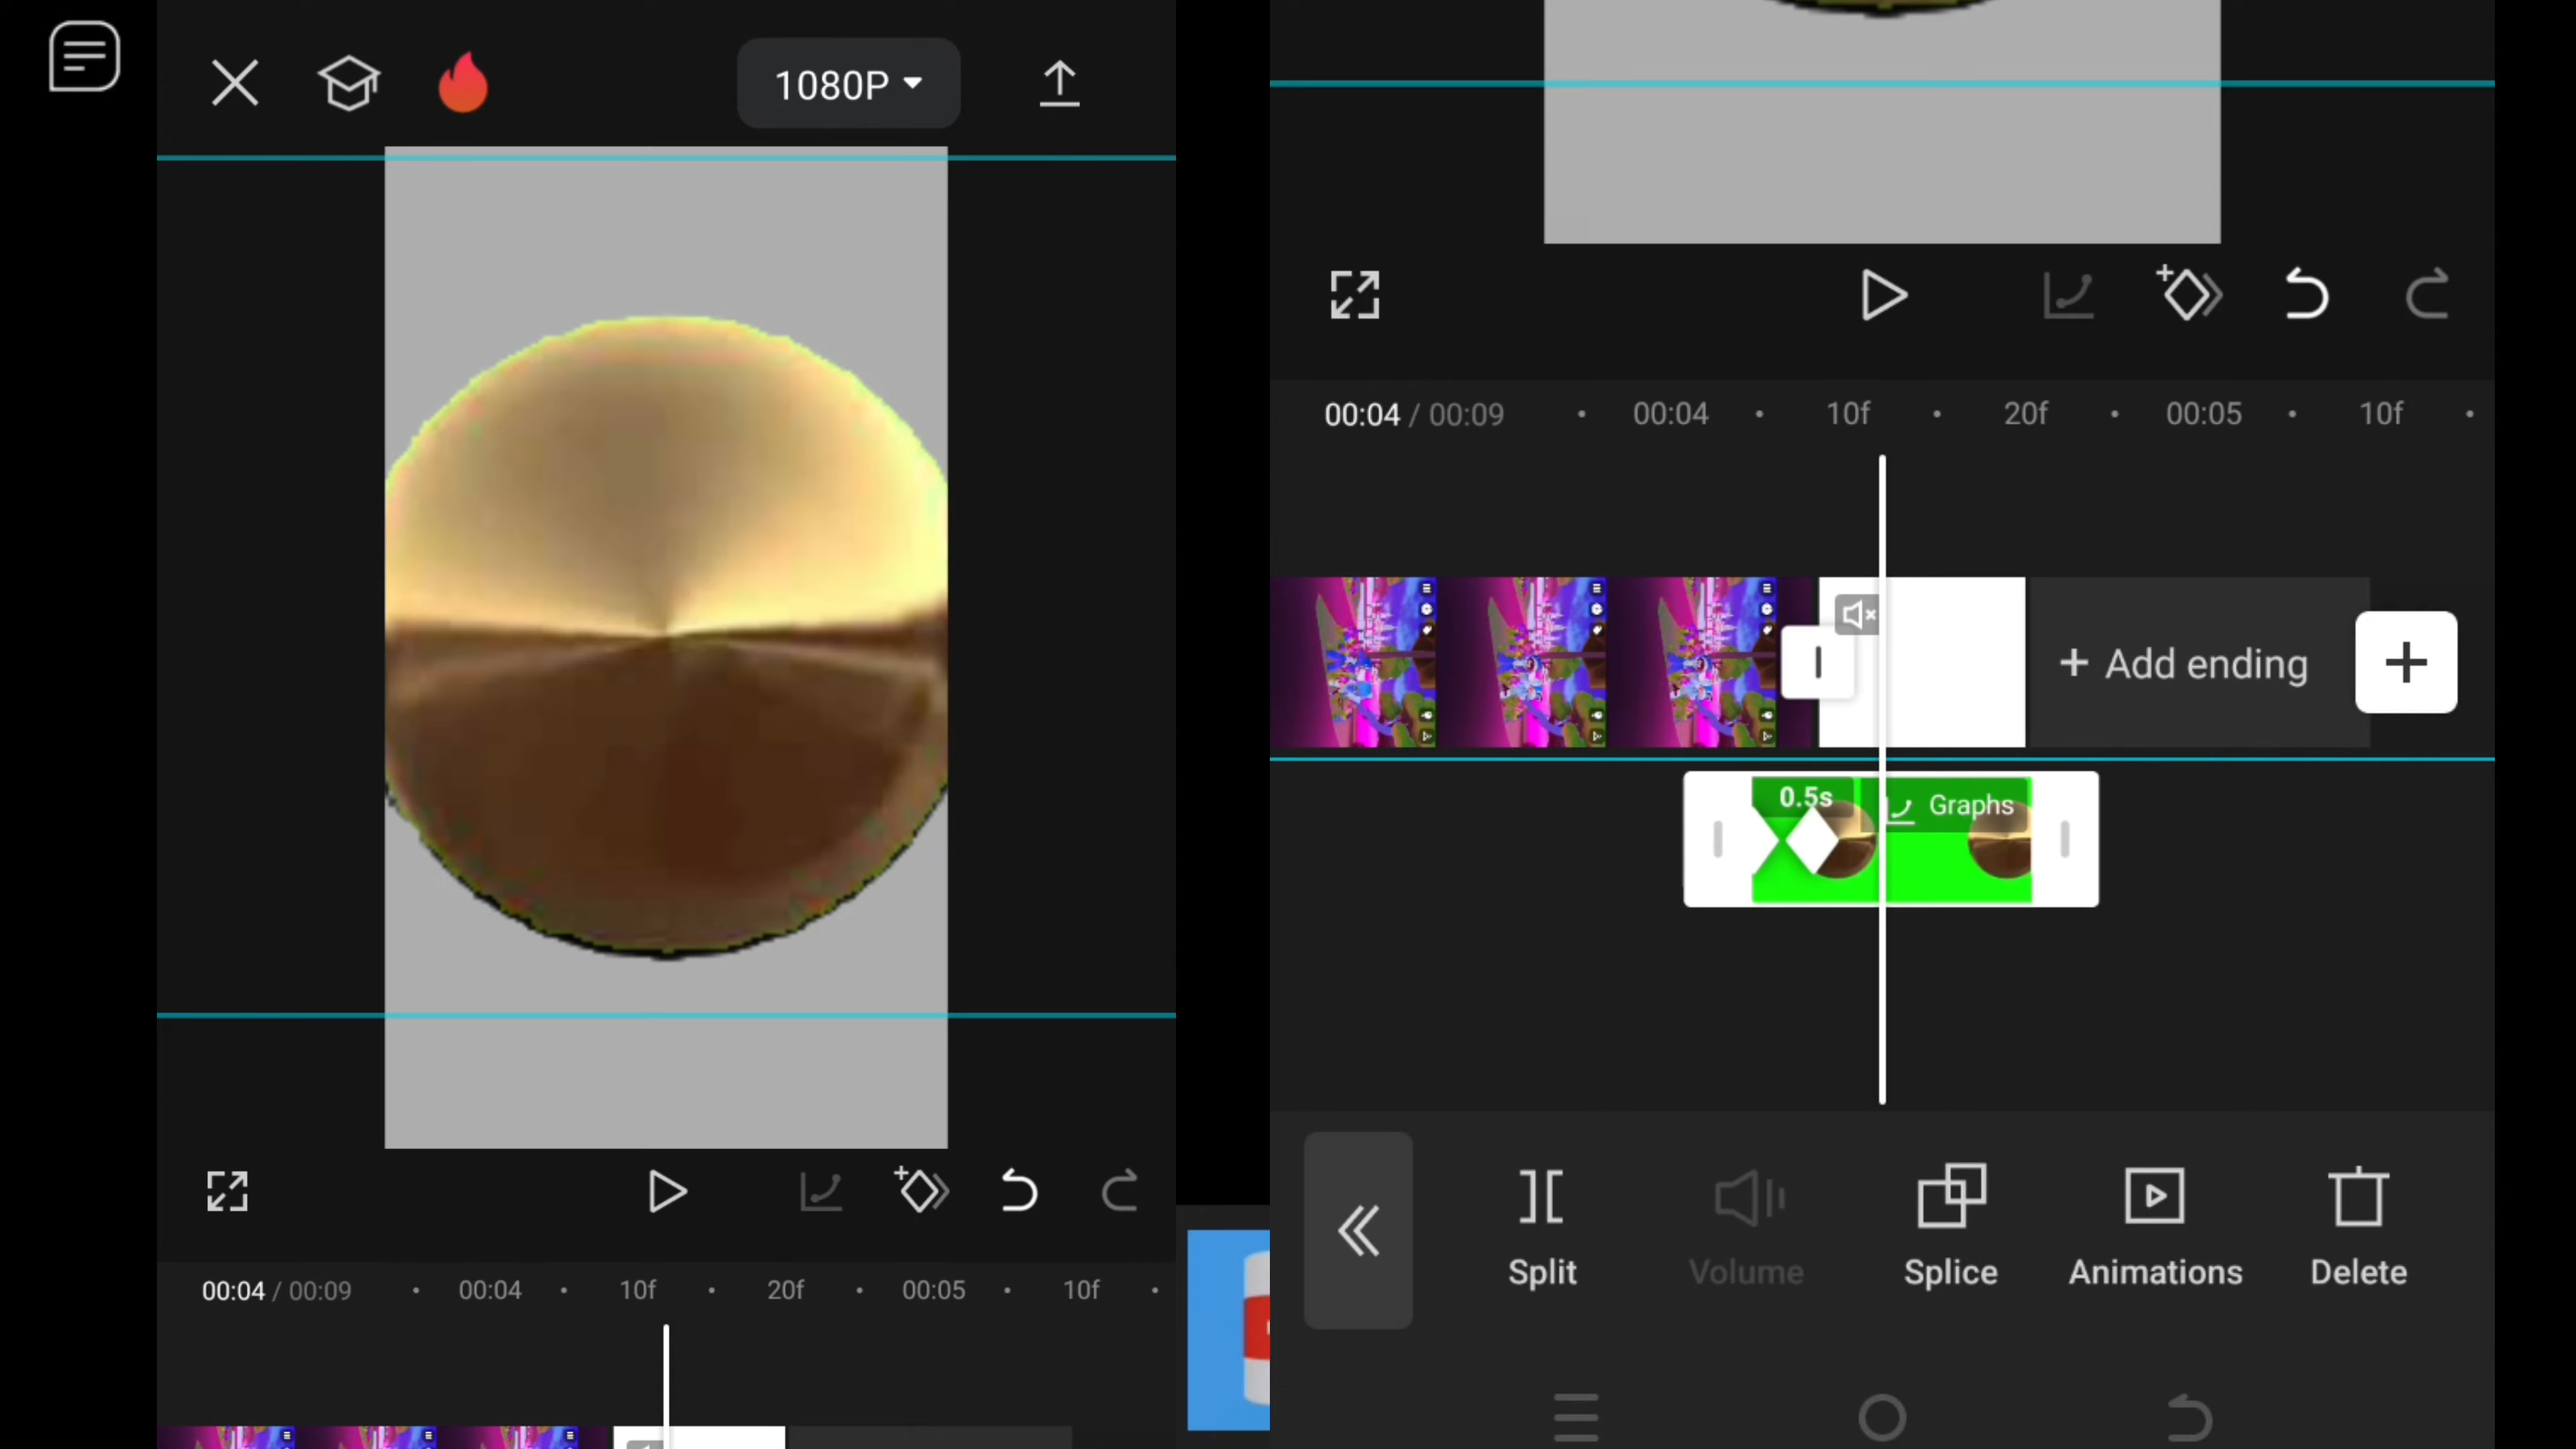 1080P
00:04 / 00:09 00:04 10f 20f 00:05 10f
00:04 / 00:09 00:04 10f 20f 00:05 10f
+ Add ending
0.5s Graphs
Split Volume Splice Animations Delete